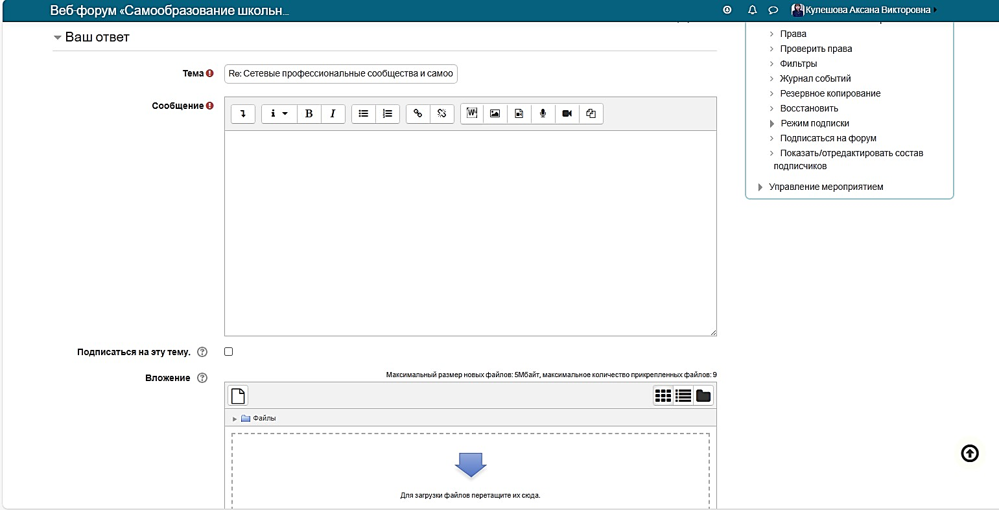 Веб-форум «Самообразование школьн...
Кулешова Аксана Викторовна
Ваш ответ
Тема
Re: Сетевые профессиональные сообщества и самоо
Сообщение
i
B
I
W
Подписаться на эту тему.
Вложение
Максимальный размер новых файлов: 5Мбайт, максимальное количество прикрепленных файлов: 9
Файлы
Для загрузки файлов перетащите их сюда.
Права
Проверить права
Фильтры
Журнал событий
Резервное копирование
Восстановить
Режим подписки
Подписаться на форум
Показать/отредактировать состав
подписчиков
Управление мероприятием